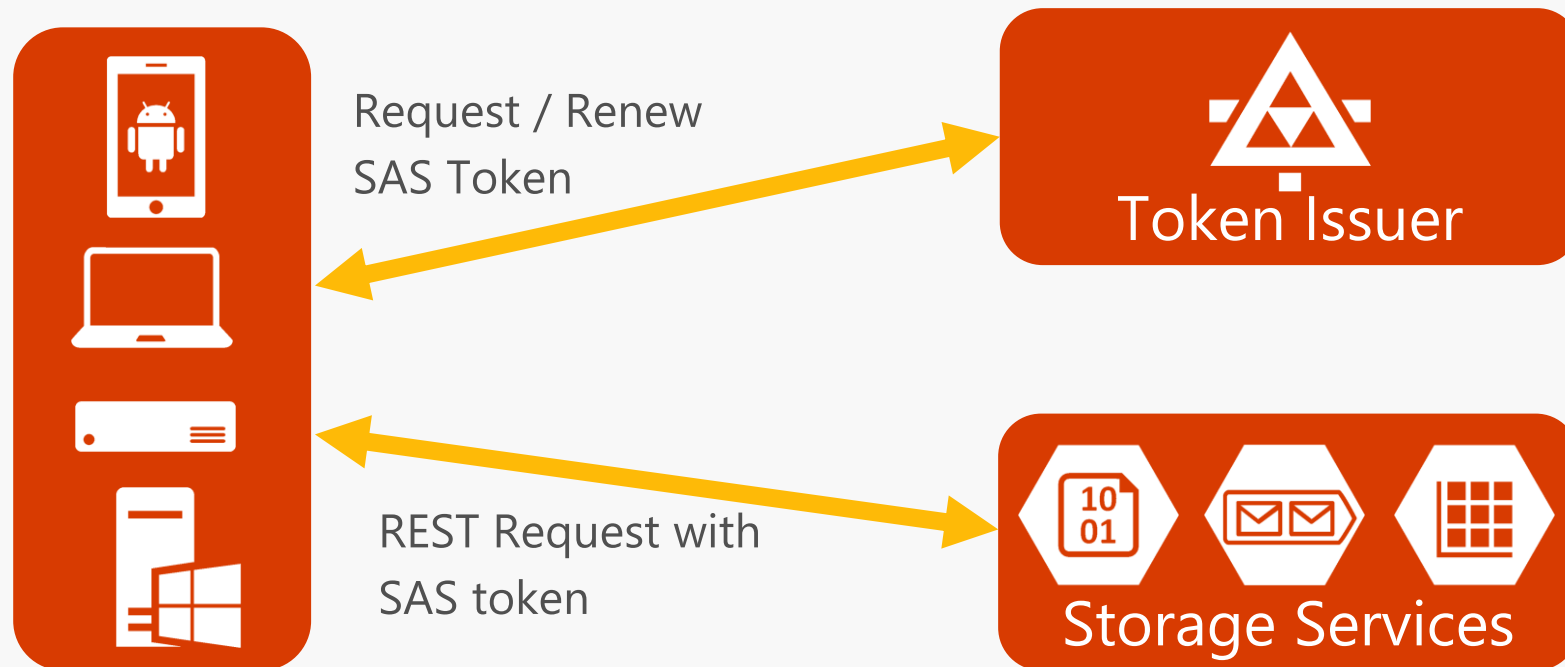 Request / Renew
SAS Token
Token Issuer
REST Request with
SAS token
10
01
Storage Services